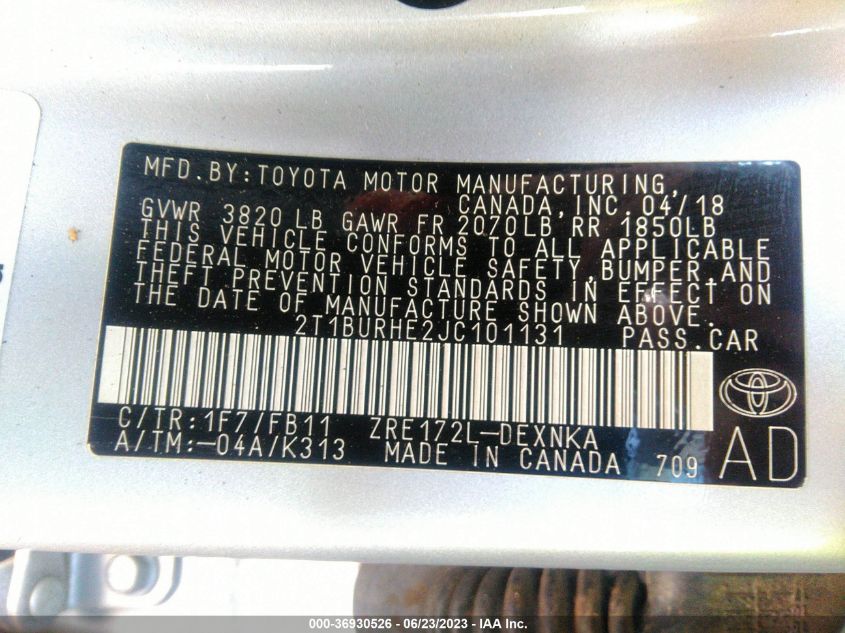 MFD.BY:TOYOTA MOTOR MANUFACTURING,
CANADA,INC.04/18
GVWR 3820 LB GAWR FR 2070LB RR 1850LB
THIS VEHICLE CONFORMS TO ALL APPLICABLE
FEDERAL MOTOR VEHICLE SAFETY,BUMPER,AND
THEFT PREVENTION STANDARDS IN EFFECT ON
THE DATE OF MANUFACTURE SHOWN ABOVE.
2T1BURHE2JC101131 PASS.CAR
C/TR:1F7/FB11 ZRE172L-DEXNKA
A/TM:-04A/K313 MADE IN CANADA 709
AD
000-36930526 - 06/23/2023 - IAA Inc.